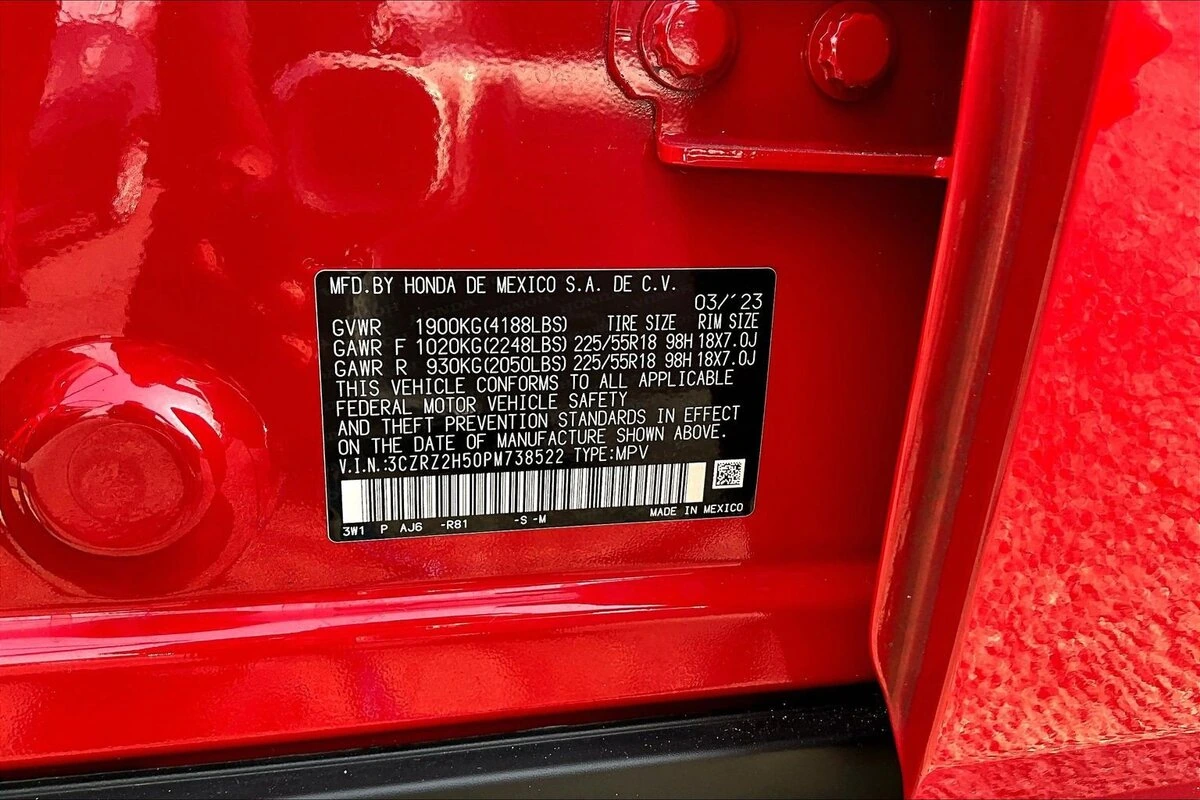 MFD.BY HONDA DE MEXICO S.A. DE C.V.
03/´23
GVWR 1900KG(4188LBS) TIRE SIZE RIM SIZE
GAWR F 1020KG(2248LBS) 225/55R18 98H 18X7.0J
GAWR R 930KG(2050LBS) 225/55R18 98H 18X7.0J
THIS VEHICLE CONFORMS TO ALL APPLICABLE
FEDERAL MOTOR VEHICLE SAFETY
AND THEFT PREVENTION STANDARDS IN EFFECT
ON THE DATE OF MANUFACTURE SHOWN ABOVE.
V.I.N.:3CZRZ2H50PM738522 TYPE:MPV
3W1 P AJ6 -R81 -S -M MADE IN MEXICO